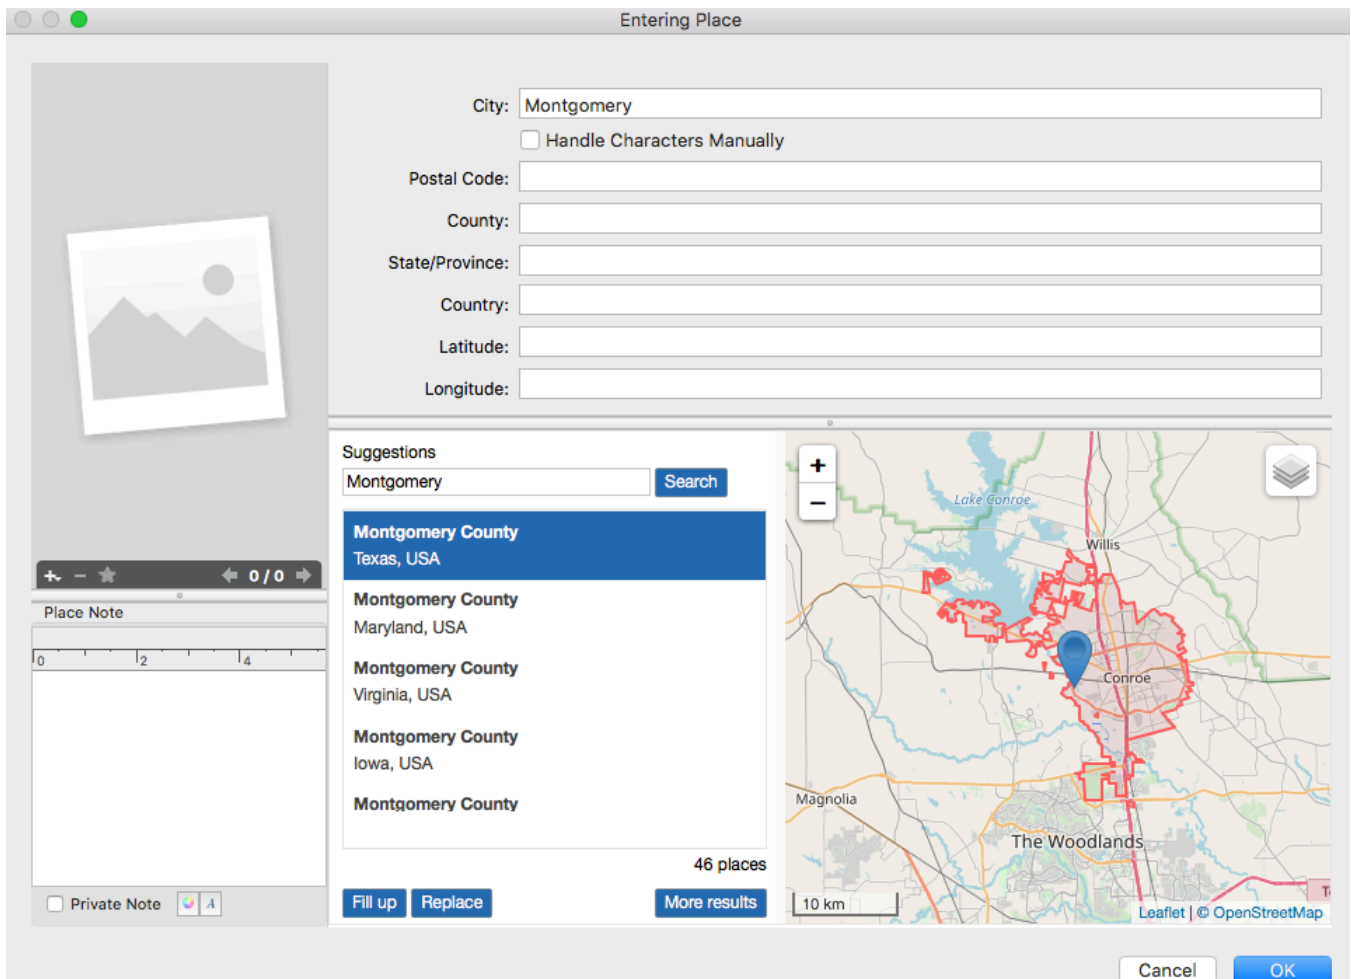 Entering Place
City: Montgomery
Handle Characters Manually
Postal Code:
County:
State/Province:
Country:
Latitude:
Longitude:
+ − 0 / 0
Place Note
0 2 4
Private Note A
Suggestions
Montgomery Search
Montgomery County
Texas, USA
Montgomery County
Maryland, USA
Montgomery County
Virginia, USA
Montgomery County
Iowa, USA
Montgomery County
46 places
Fill up Replace More results
+
−
Lake Conroe
Willis
Conroe
Magnolia
The Woodlands
10 km
Leaflet | © OpenStreetMap
Cancel OK